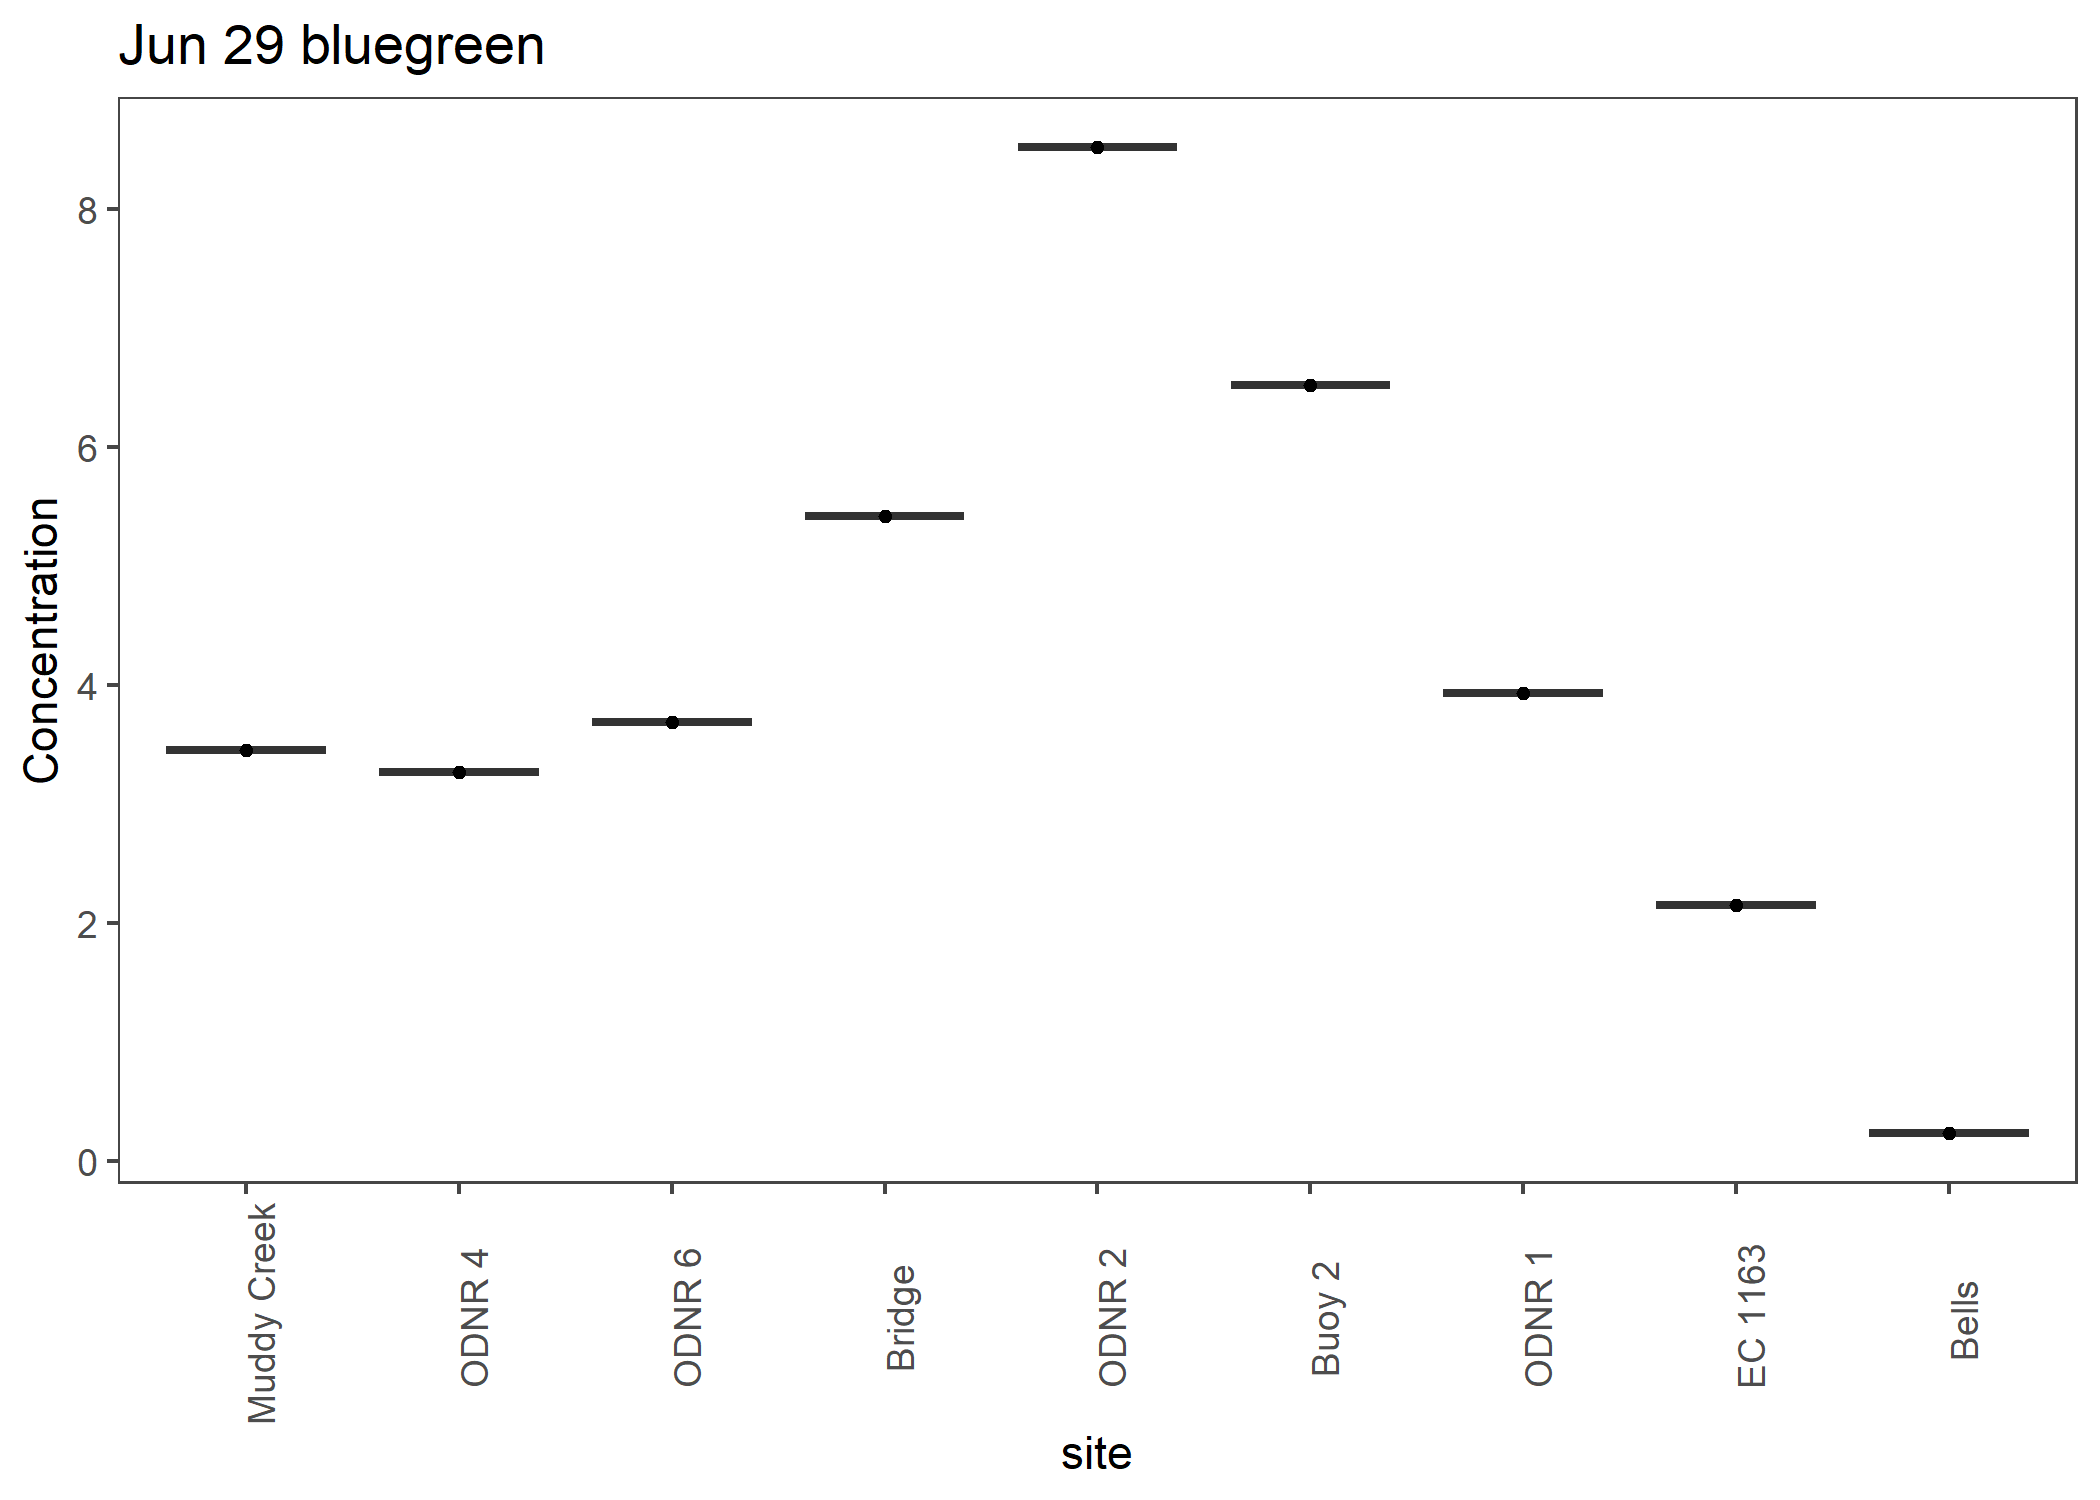 Jun 29 bluegreen
Concentration
8
6
4
2
0
Muddy Creek
ODNR 4
ODNR 6
Bridge
ODNR 2
Buoy 2
ODNR 1
EC 1163
Bells
site